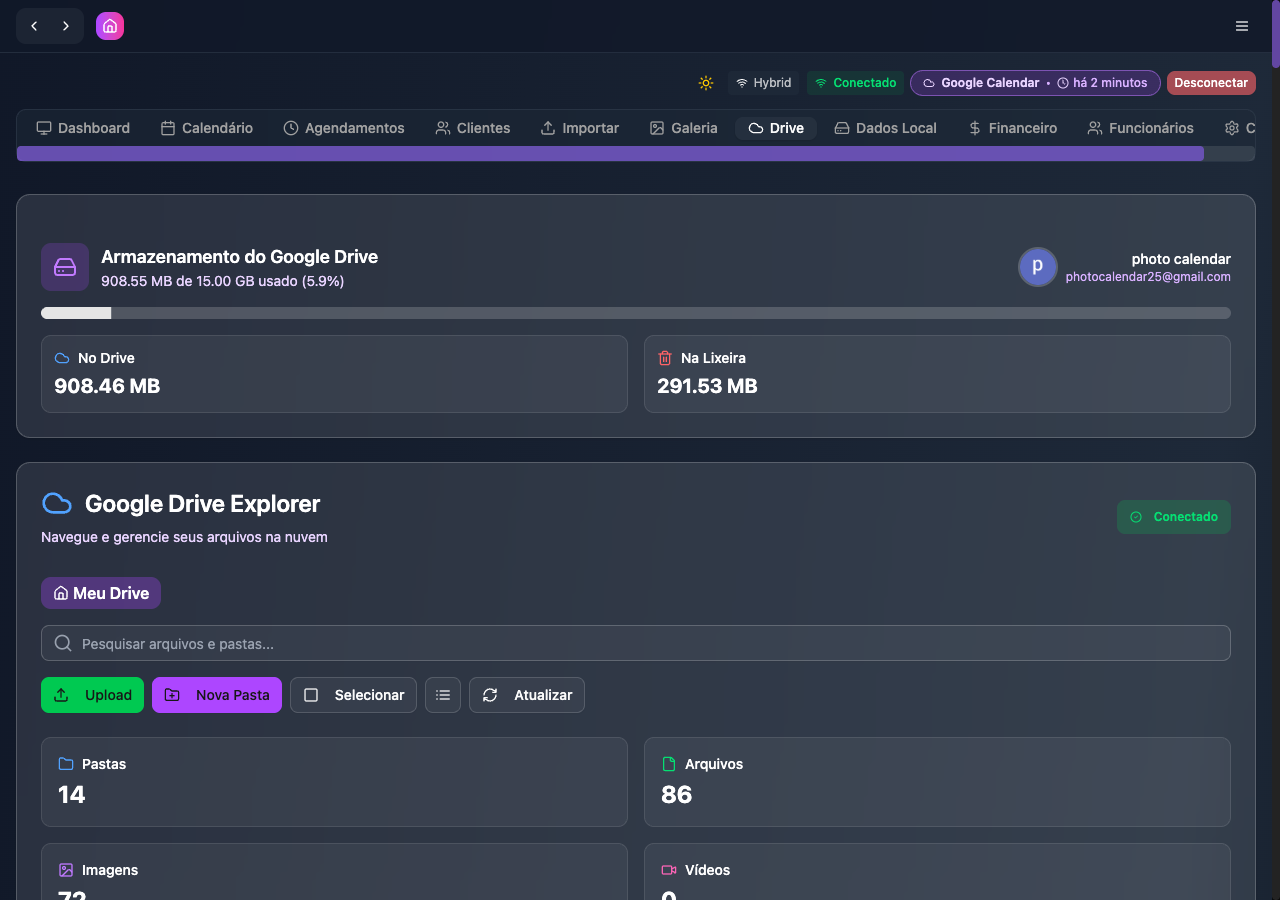 Hybrid Conectado Google Calendar • há 2 minutos Desconectar
Dashboard Calendário Agendamentos Clientes Importar Galeria Drive Dados Local Financeiro Funcionários C
Armazenamento do Google Drive
908.55 MB de 15.00 GB usado (5.9%)
p
photo calendar
photocalendar25@gmail.com
No Drive
908.46 MB
Na Lixeira
291.53 MB
Google Drive Explorer
Navegue e gerencie seus arquivos na nuvem
Conectado
Meu Drive
Pesquisar arquivos e pastas...
Upload Nova Pasta Selecionar Atualizar
Pastas
14
Arquivos
86
Imagens
72
Vídeos
0